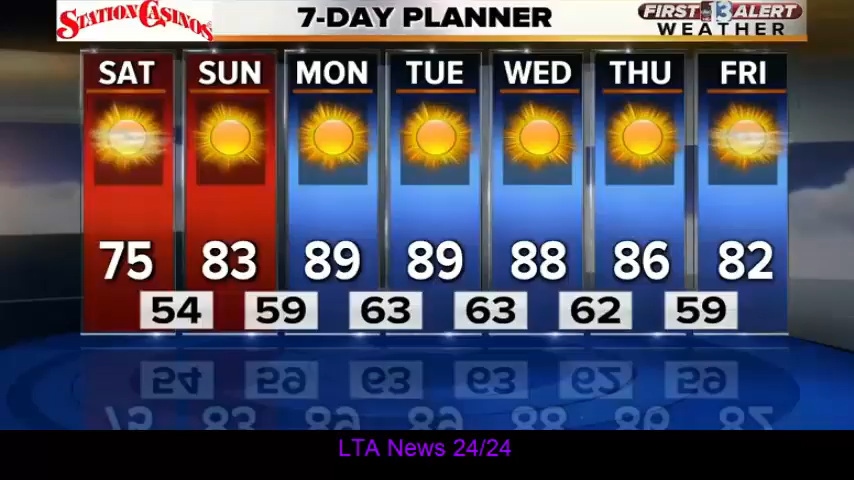 STATION CASINOS
7-DAY PLANNER
FIRST 13 ALERT
WEATHER
SAT SUN MON TUE WED THU FRI
75 83 89 89 88 86 82
54 59 63 63 62 59
LTA News 24/24